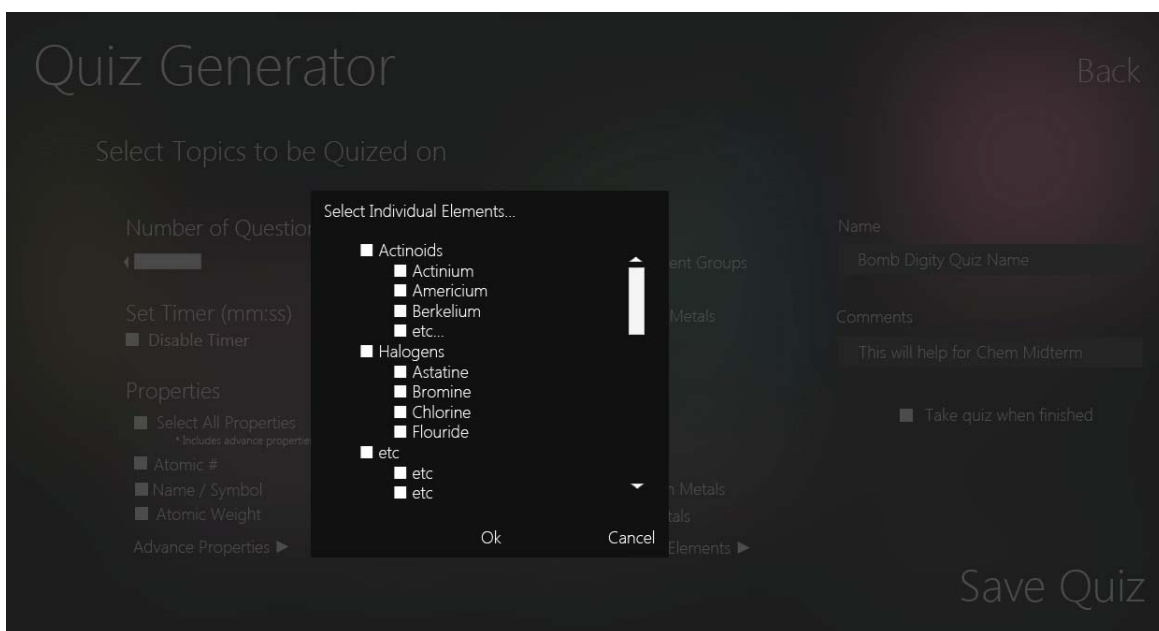 Quiz Generator
Back
Select Topics to be Quized on
Number of Question
Set Timer (mm:ss)
Disable Timer
Properties
Select All Properties
* Includes advance propertie
Atomic #
Name / Symbol
Atomic Weight
Advance Properties
Select Individual Elements...
Actinoids
Actinium
Americium
Berkelium
etc...
Halogens
Astatine
Bromine
Chlorine
Flouride
etc
etc
etc
Ok Cancel
ent Groups
Metals
n Metals
tals
Elements
Name
Bomb Digity Quiz Name
Comments
This will help for Chem Midterm
Take quiz when finished
Save Quiz